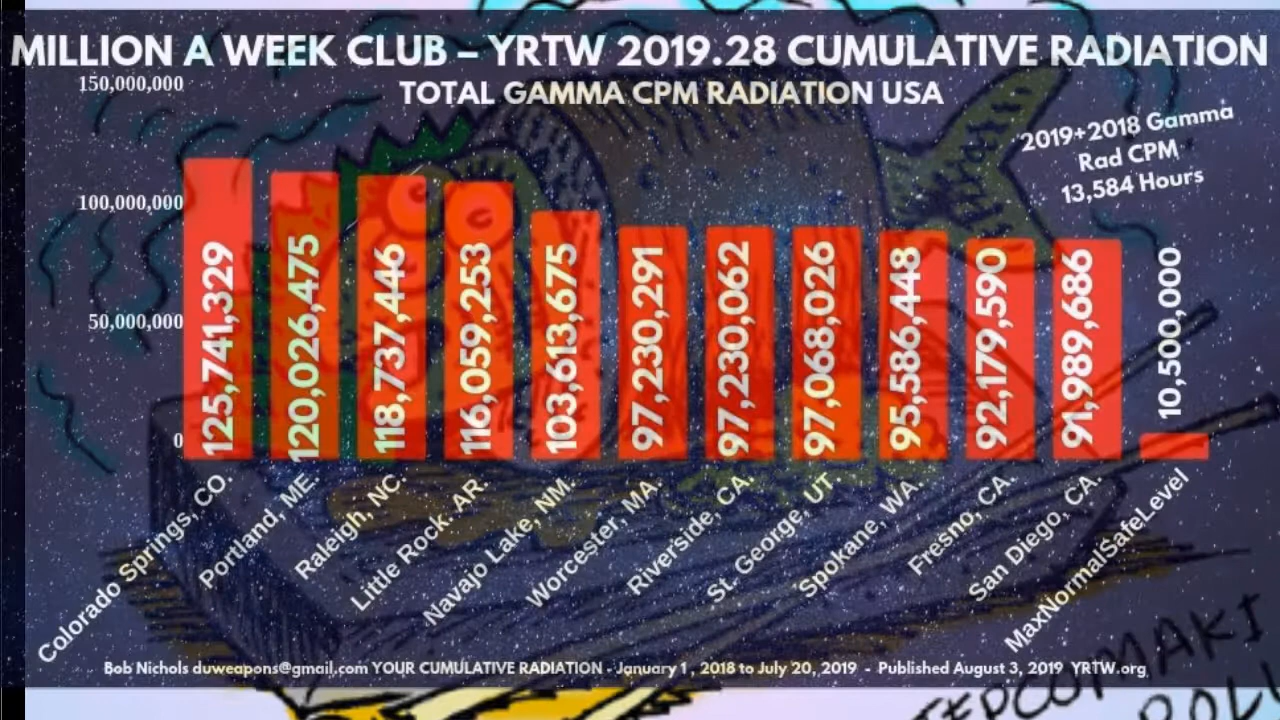 MILLION A WEEK CLUB – YRTW 2019.28 CUMULATIVE RADIATION
TOTAL GAMMA CPM RADIATION USA
2019+2018 Gamma
Rad CPM
13,584 Hours
150,000,000
100,000,000
50,000,000
0
125,741,329
120,026,475
118,737,446
116,059,253
103,613,675
97,230,291
97,230,062
97,068,026
95,586,448
92,179,590
91,989,686
10,500,000
Colorado Springs, CO.
Portland, ME.
Raleigh, NC.
Little Rock. AR.
Navajo Lake, NM.
Worcester, MA.
Riverside, CA.
St. George, UT.
Spokane, WA.
Fresno, CA.
San Diego, CA.
MaxNormalSafeLevel
Bob Nichols duweapons@gmail.com YOUR CUMULATIVE RADIATION - January 1, 2018 to July 20, 2019 - Published August 3, 2019 YRTW.org